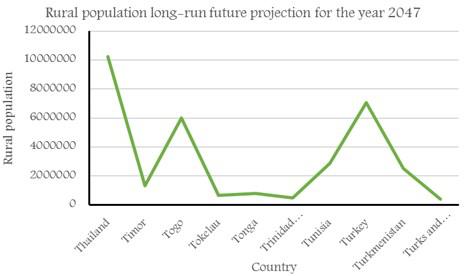 Rural population long-run future projection for the year 2047
12000000
10000000
8000000
6000000
4000000
2000000
0
Rural population
Thailand
Timor
Togo
Tokelau
Tonga
Trinidad...
Tunisia
Turkey
Turkmenistan
Turks and...
Country